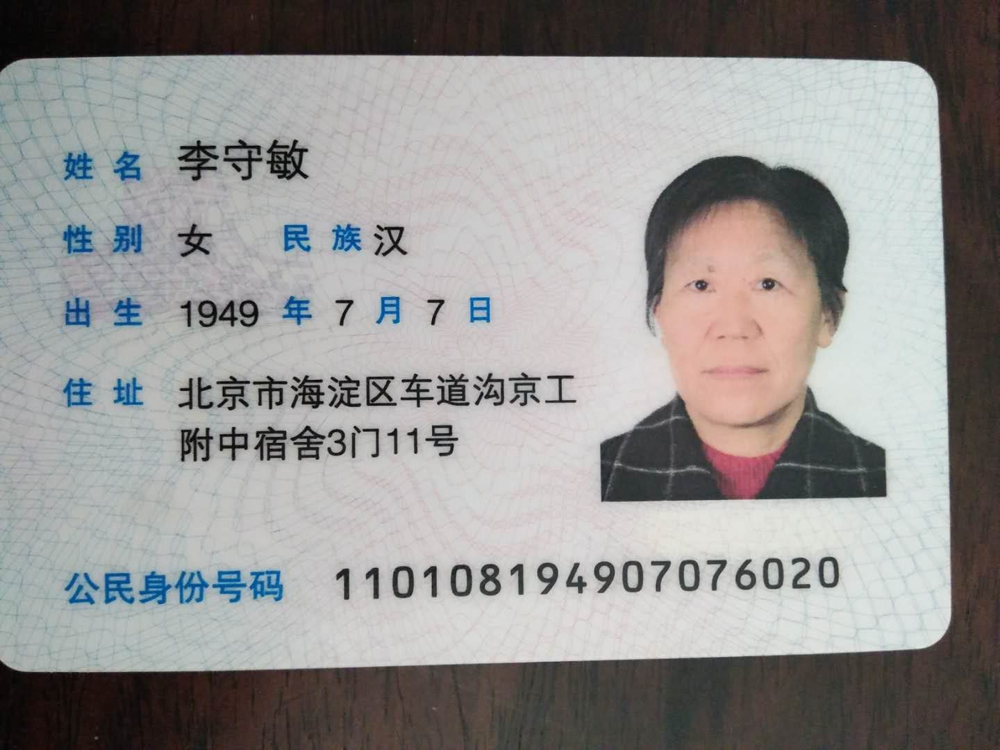 姓名 李守敏
性别 女 民族 汉
出生 1949 年 7 月 7 日
住址 北京市海淀区车道沟京工
附中宿舍3门11号
公民身份号码 110108194907076020